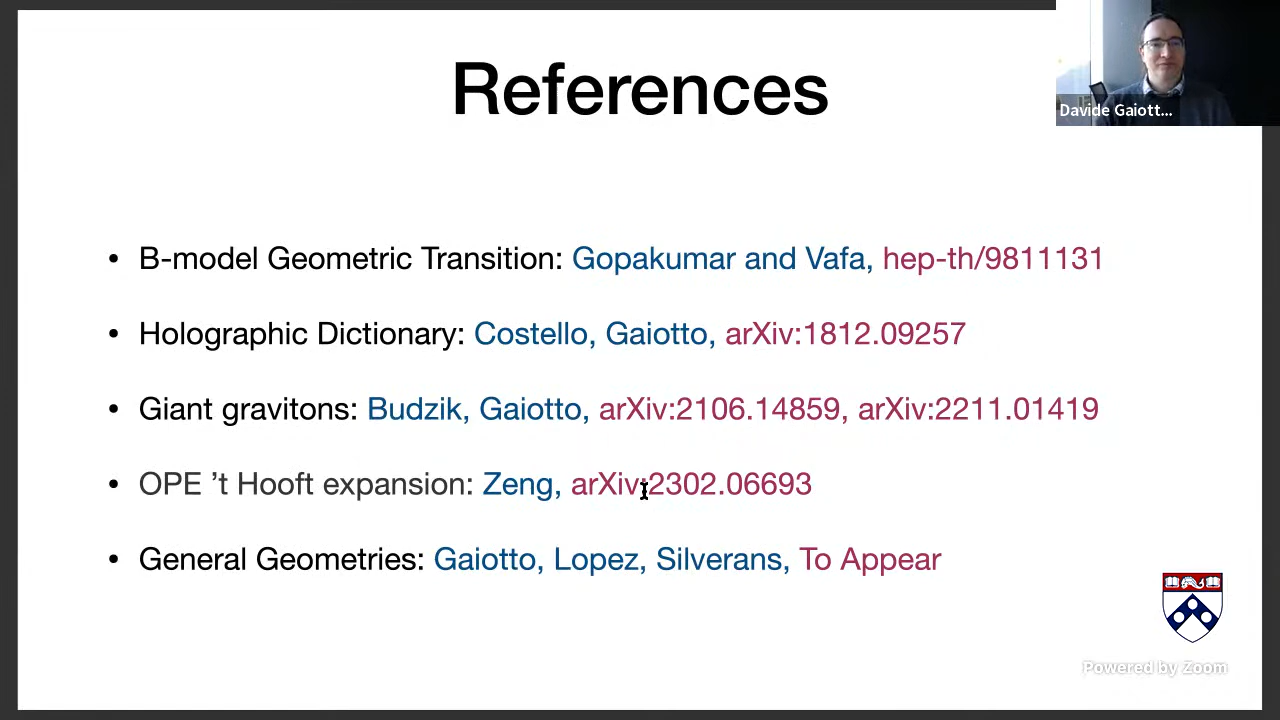 References
Davide Gaiott...
• B-model Geometric Transition: Gopakumar and Vafa, hep-th/9811131
• Holographic Dictionary: Costello, Gaiotto, arXiv:1812.09257
• Giant gravitons: Budzik, Gaiotto, arXiv:2106.14859, arXiv:2211.01419
• OPE ’t Hooft expansion: Zeng, arXiv:2302.06693
• General Geometries: Gaiotto, Lopez, Silverans, To Appear
Powered by Zoom